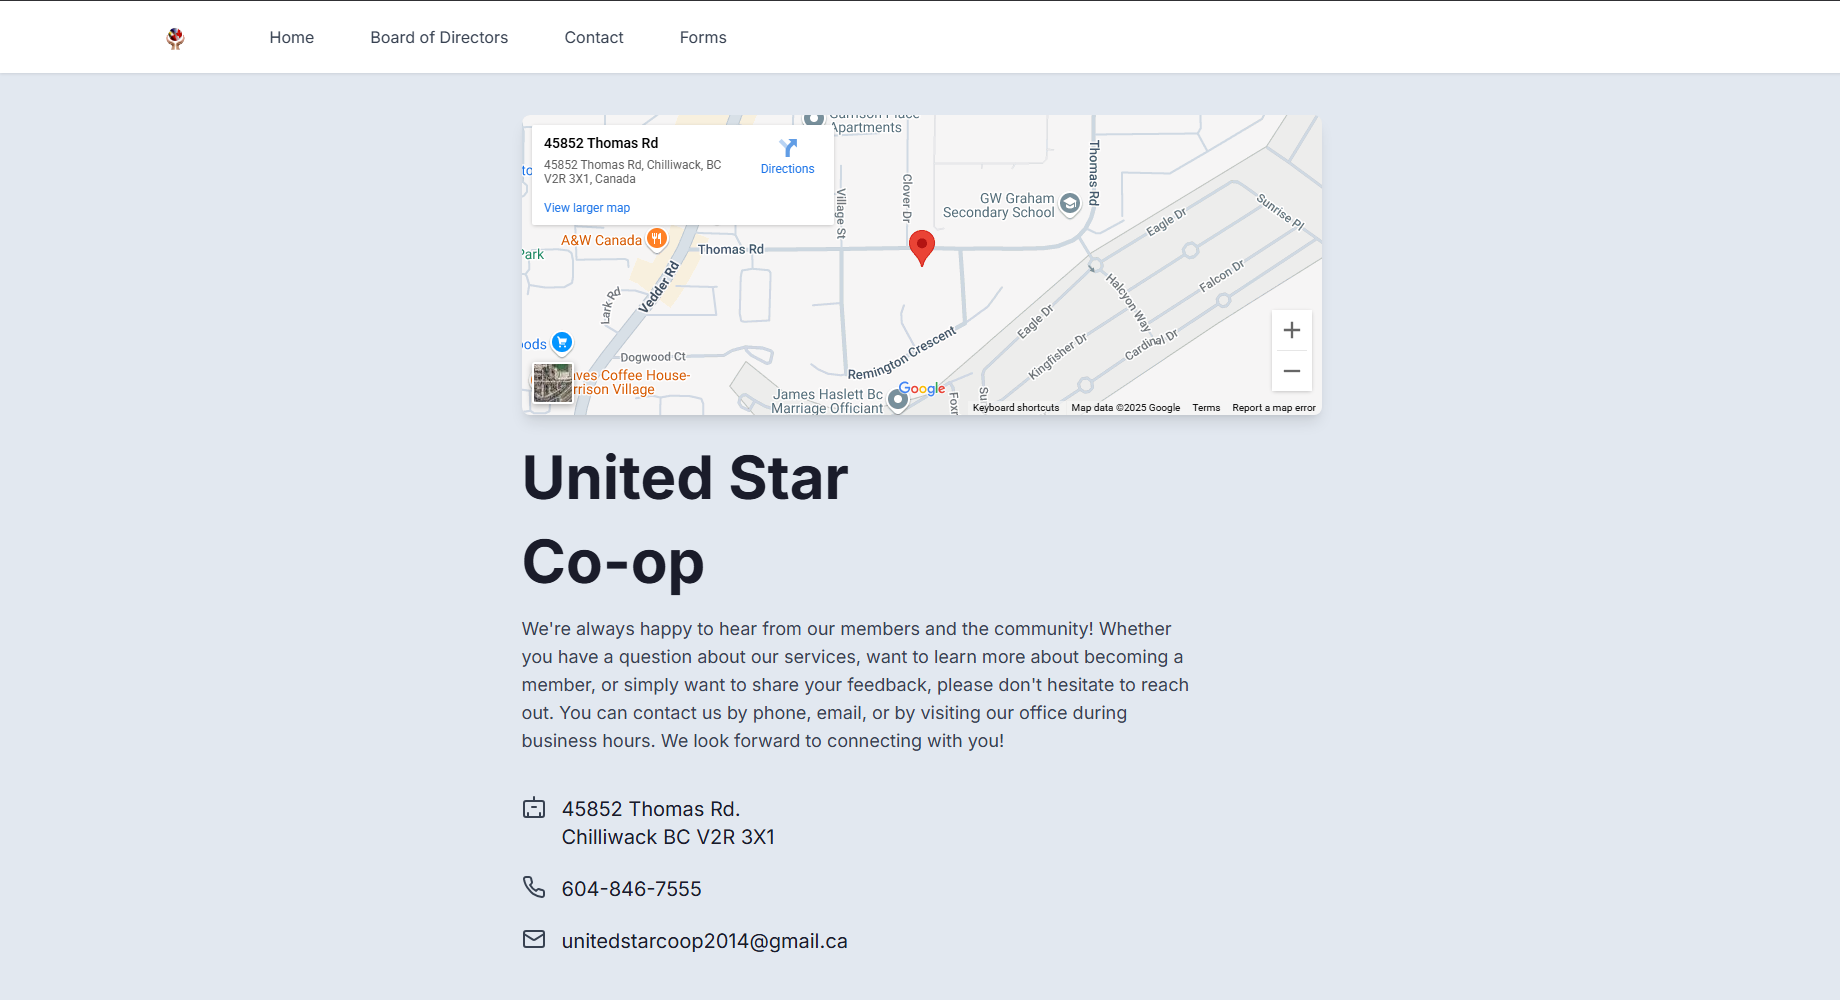 Home
Board of Directors
Contact
Forms
45852 Thomas Rd
45852 Thomas Rd, Chilliwack, BC
V2R 3X1, Canada
View larger map
Directions
Apartments
Thomas Rd
Village St
Clover Dr
GW Graham
Secondary School
Eagle Dr
Sunrise Pl
A&W Canada
Thomas Rd
Park
Vedder Rd
Lark Rd
Halcyon Way
Falcon Dr
Eagle Dr
Kingfisher Dr
Cardinal Dr
Remington Crescent
Dogwood Ct
ods
aves Coffee House-
rrison Village
James Haslett Bc
Marriage Officiant
Google
Keyboard shortcuts
Map data ©2025 Google
Terms
Report a map error
United Star
Co-op
We're always happy to hear from our members and the community! Whether
you have a question about our services, want to learn more about becoming a
member, or simply want to share your feedback, please don't hesitate to reach
out. You can contact us by phone, email, or by visiting our office during
business hours. We look forward to connecting with you!
45852 Thomas Rd.
Chilliwack BC V2R 3X1
604-846-7555
unitedstarcoop2014@gmail.ca